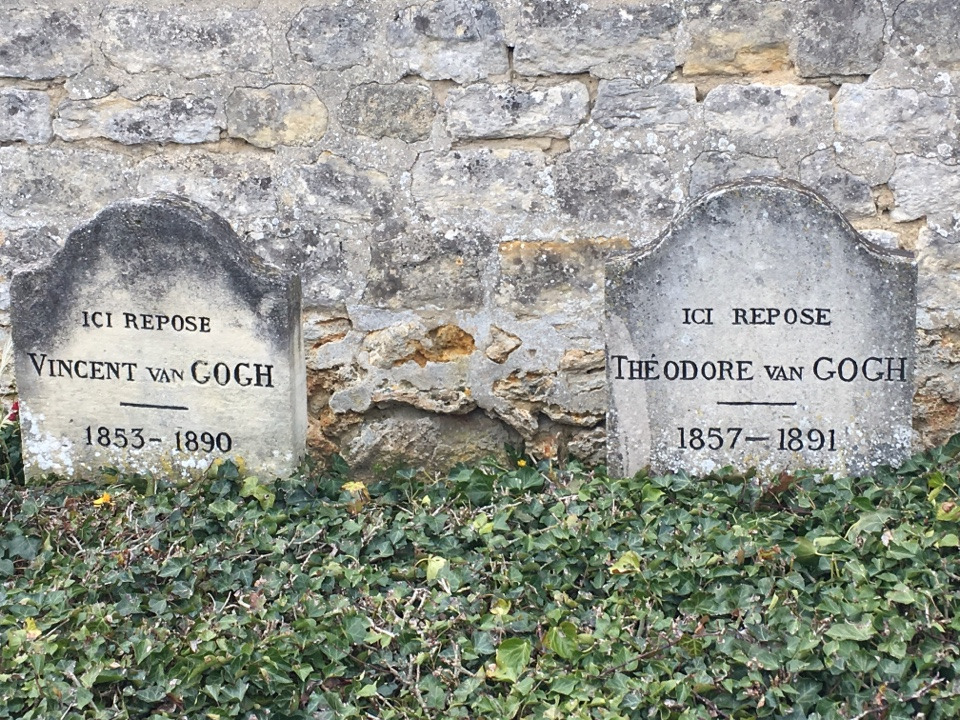 ICI REPOSE
VINCENT VAN GOGH
1853 - 1890
ICI REPOSE
THÉODORE VAN GOGH
1857 - 1891